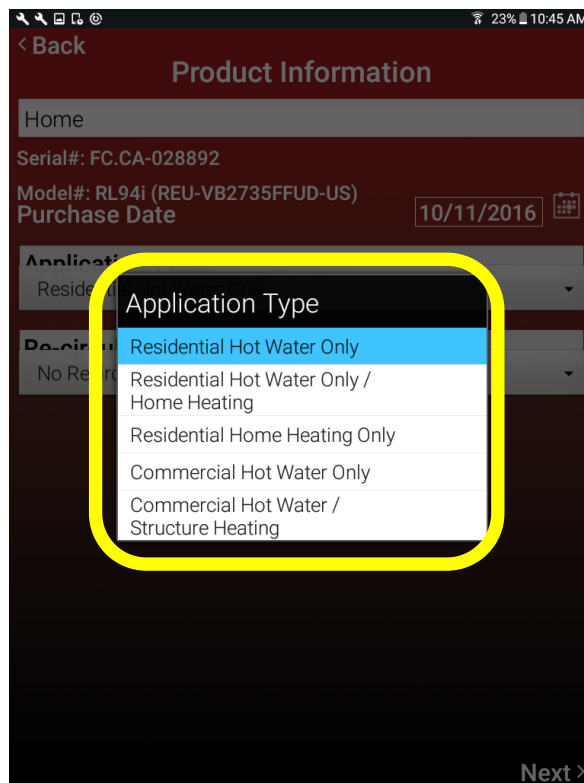 23% 10:45 AM
< Back
Product Information
Home
Serial#: FC.CA-028892
Model#: RL94i (REU-VB2735FFUD-US)
Purchase Date
10/11/2016
Application Type
Residential Hot Water Only
Residential Hot Water Only /
Home Heating
Residential Home Heating Only
Commercial Hot Water Only
Commercial Hot Water /
Structure Heating
Next >